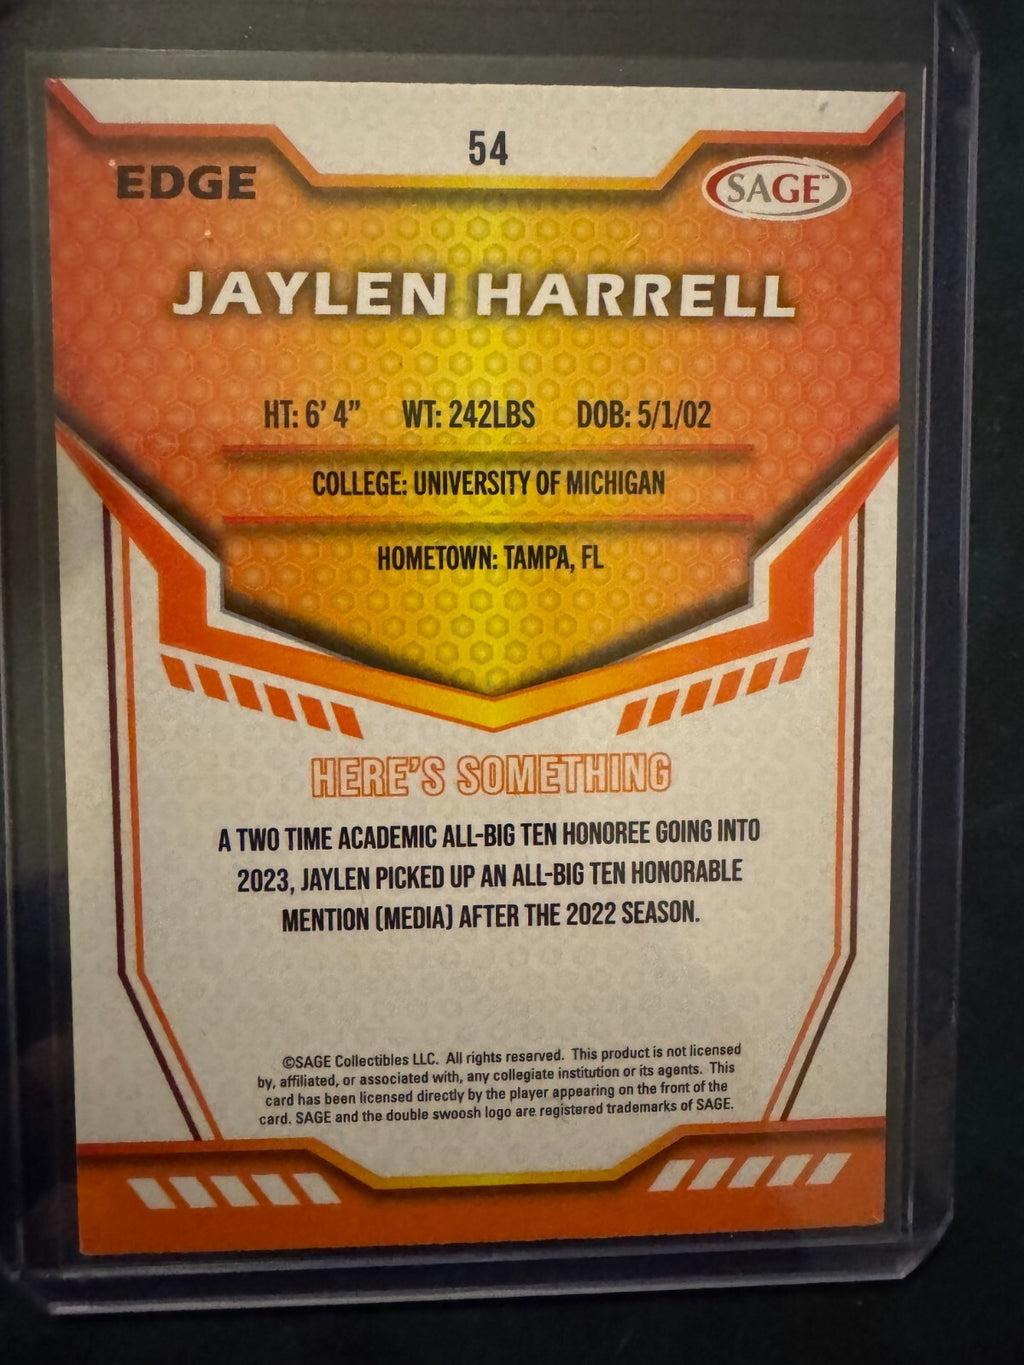 54
EDGE
SAGE™
JAYLEN HARRELL
HT: 6' 4" WT: 242LBS DOB: 5/1/02
COLLEGE: UNIVERSITY OF MICHIGAN
HOMETOWN: TAMPA, FL
HERE'S SOMETHING
A TWO TIME ACADEMIC ALL-BIG TEN HONOREE GOING INTO
2023, JAYLEN PICKED UP AN ALL-BIG TEN HONORABLE
MENTION (MEDIA) AFTER THE 2022 SEASON.
©SAGE Collectibles LLC. All rights reserved. This product is not licensed
by, affiliated, or associated with, any collegiate institution or its agents. This
card has been licensed directly by the player appearing on the front of the
card. SAGE and the double swoosh logo are registered trademarks of SAGE.